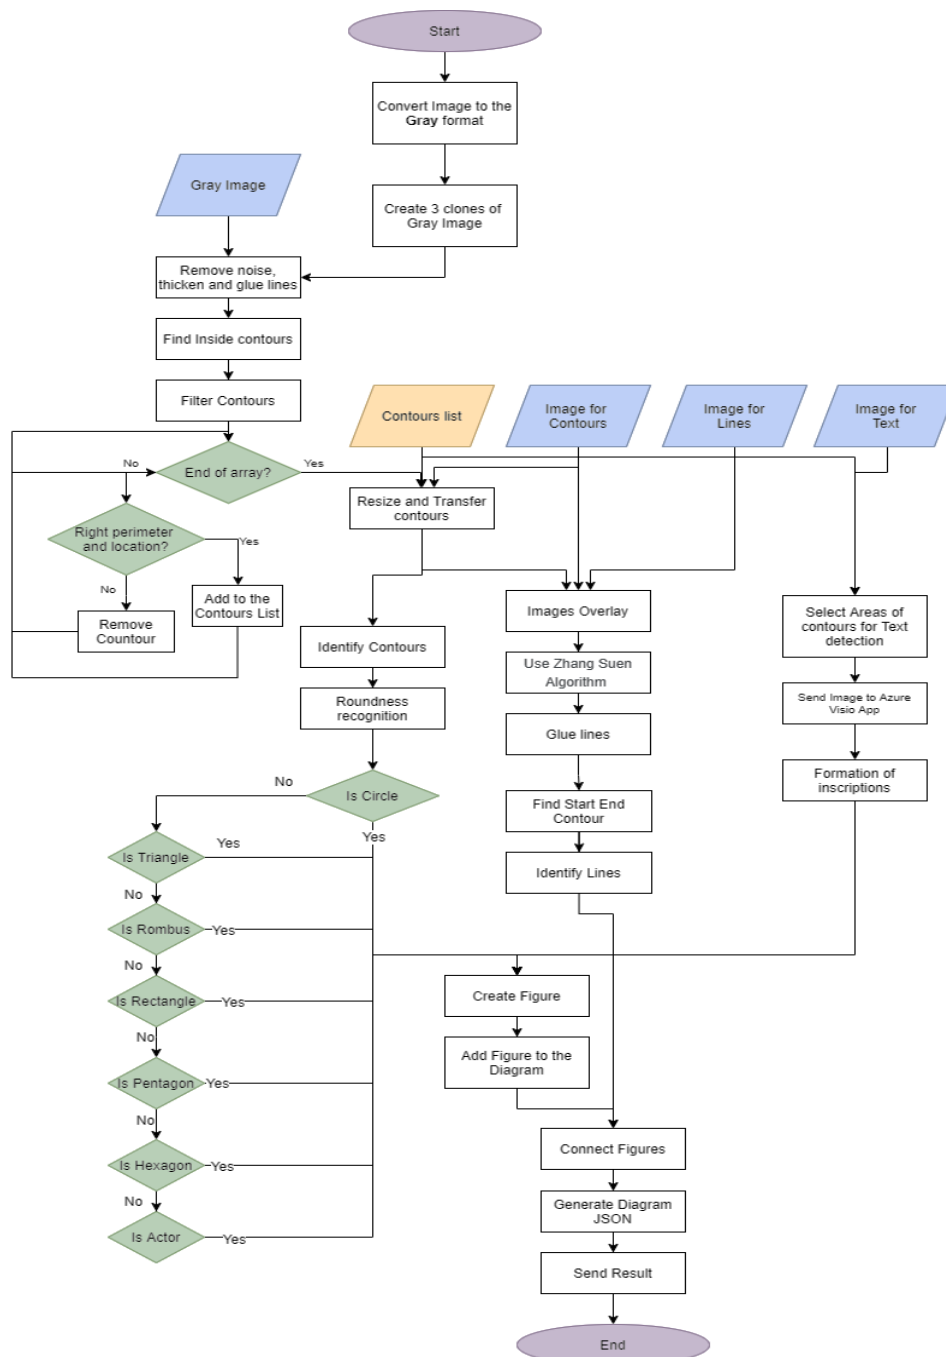 Start
Convert Image to the
Gray format
Gray Image
Create 3 clones of
Gray Image
Remove noise,
thicken and glue lines
Find Inside contours
Filter Contours
Contours list
Image for
Contours
Image for
Lines
Image for
Text
No
End of array?
Yes
Resize and Transfer
contours
Right perimeter
and location?
Yes
No
Add to the
Contours List
Remove
Countour
Images Overlay
Select Areas of
contours for Text
detection
Identify Contours
Use Zhang Suen
Algorithm
Roundness
recognition
Send Image to Azure
Visio App
Glue lines
Formation of
inscriptions
No
Is Circle
Yes
Find Start End
Contour
Is Triangle
Yes
Identify Lines
No
Is Rombus
Yes
No
Is Rectangle
Yes
Create Figure
No
Add Figure to the
Diagram
Is Pentagon
Yes
No
Connect Figures
Is Hexagon
Yes
No
Generate Diagram
JSON
Is Actor
Yes
Send Result
End